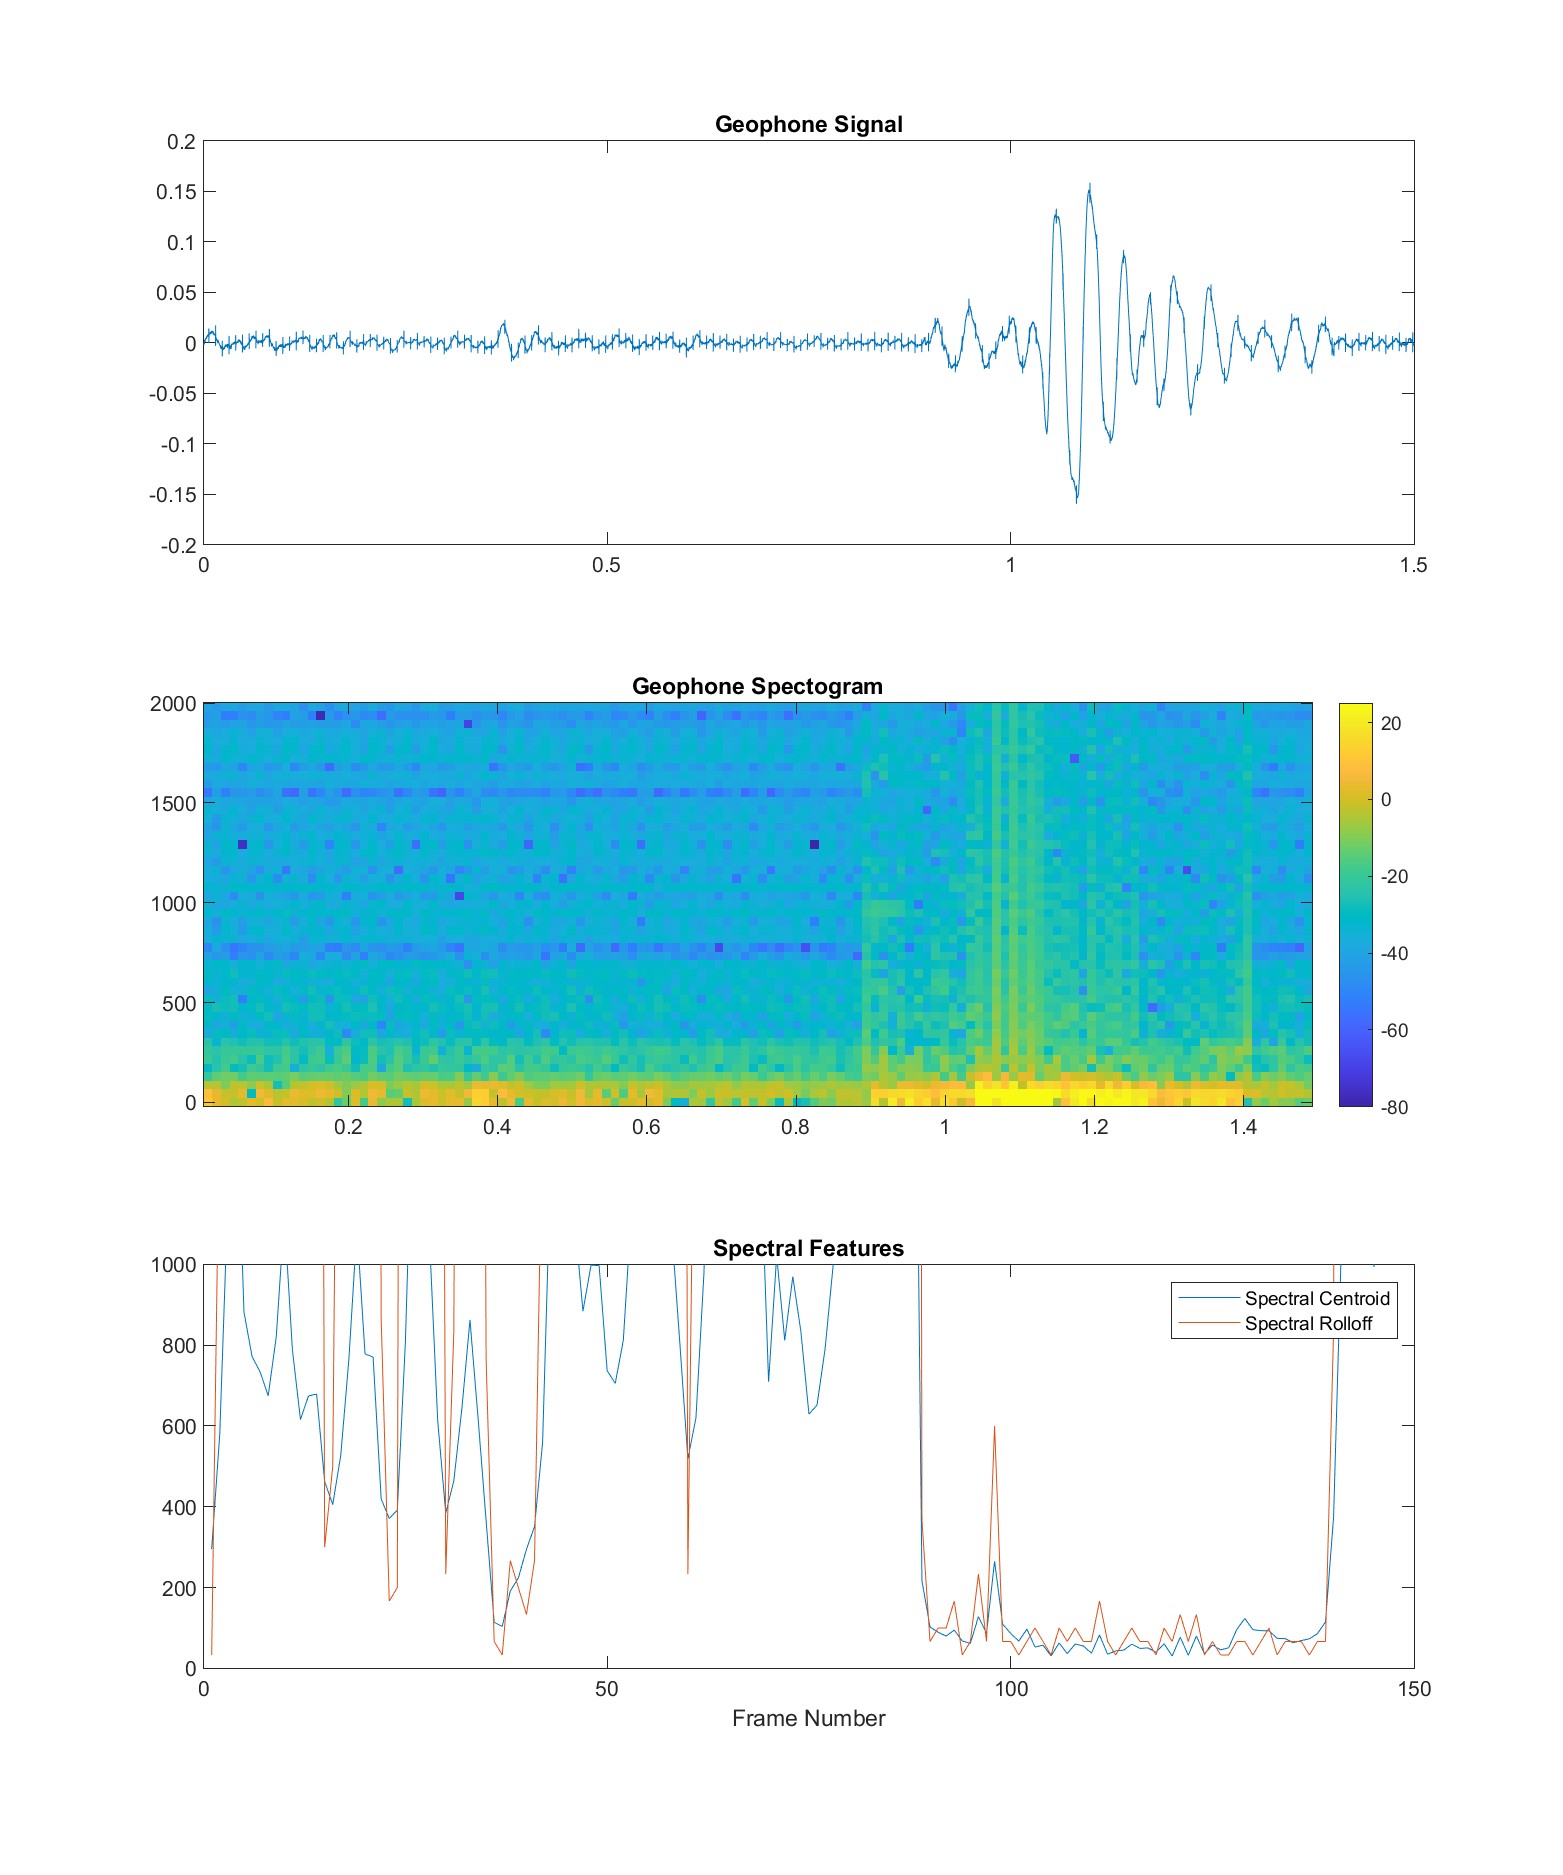 Geophone Signal
0.2
0.15
0.1
0.05
0
-0.05
-0.1
-0.15
-0.2
0 0.5 1 1.5
Geophone Spectogram
2000
1500
1000
500
0
0.2 0.4 0.6 0.8 1 1.2 1.4
20
0
-20
-40
-60
-80
Spectral Features
1000
800
600
400
200
0
Spectral Centroid
Spectral Rolloff
0 50 100 150
Frame Number